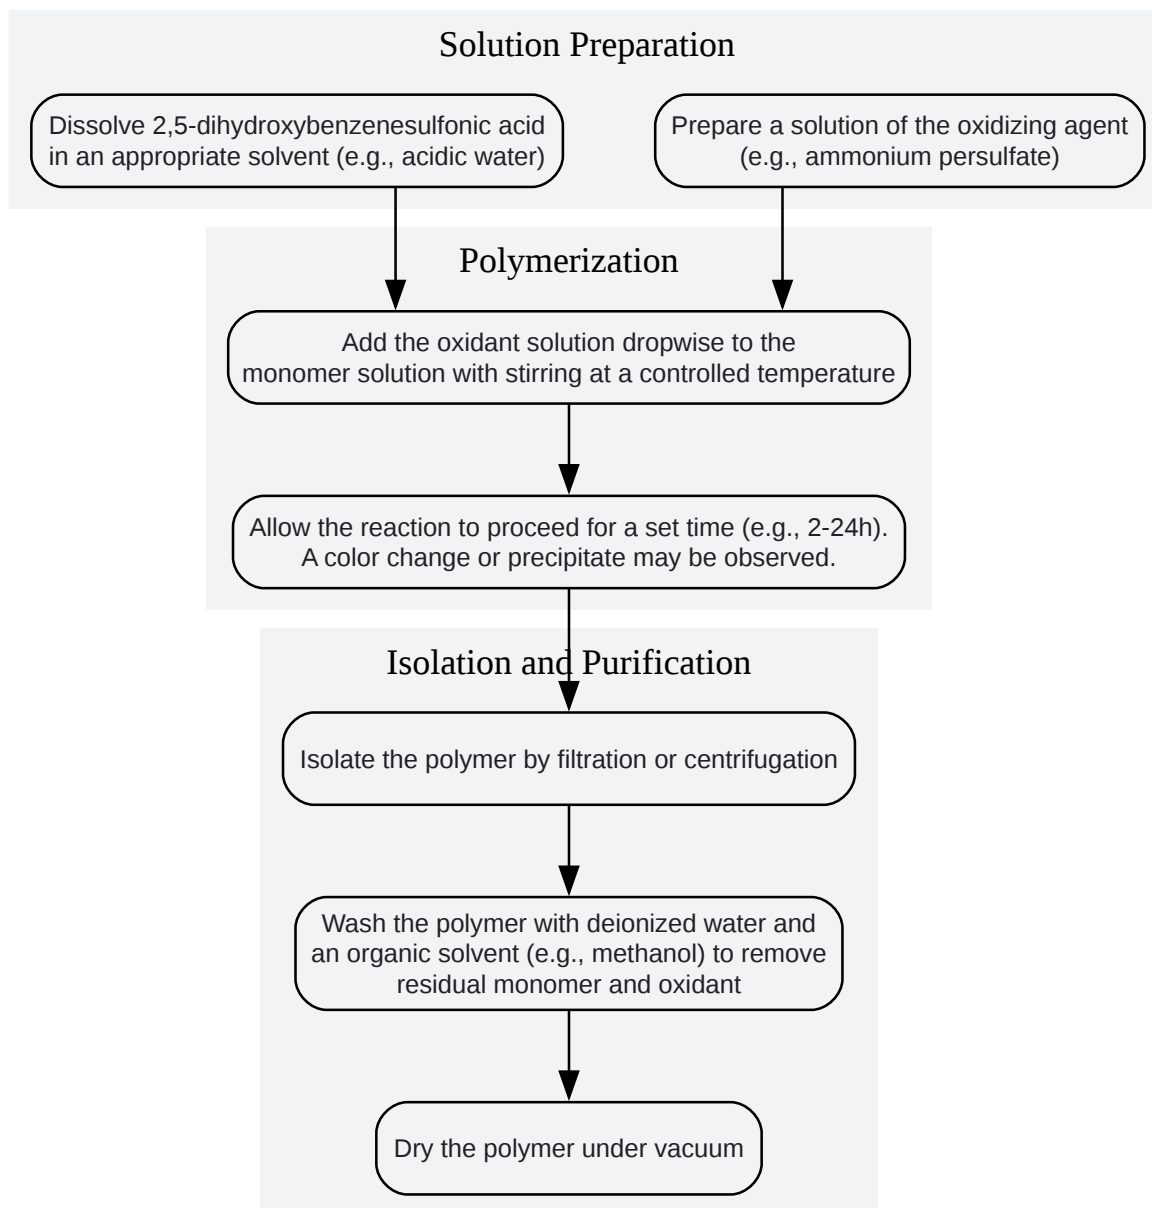 Solution Preparation
Dissolve 2,5-dihydroxybenzenesulfonic acid
in an appropriate solvent (e.g., acidic water)
Prepare a solution of the oxidizing agent
(e.g., ammonium persulfate)
Polymerization
Add the oxidant solution dropwise to the
monomer solution with stirring at a controlled temperature
Allow the reaction to proceed for a set time (e.g., 2-24h).
A color change or precipitate may be observed.
Isolation and Purification
Isolate the polymer by filtration or centrifugation
Wash the polymer with deionized water and
an organic solvent (e.g., methanol) to remove
residual monomer and oxidant
Dry the polymer under vacuum